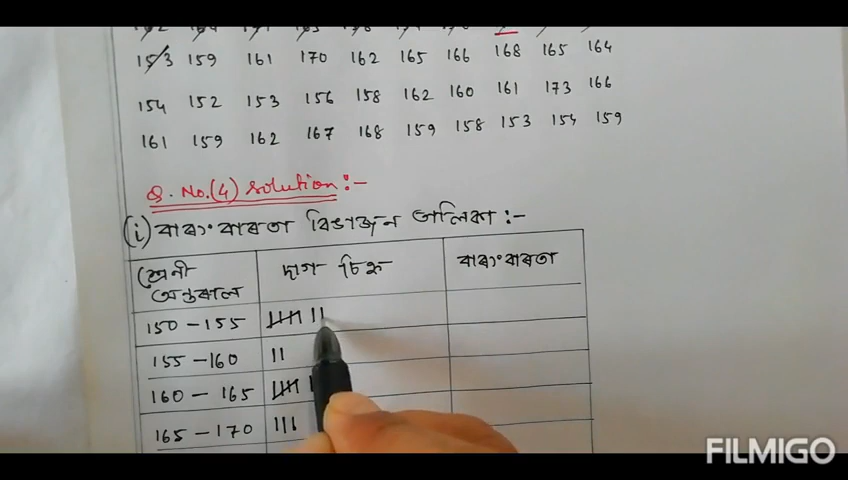 153 159 161 170 162 165 166 168 165 164
154 152 153 156 158 162 160 161 173 166
161 159 162 167 168 159 158 153 154 159
Q. No.(4) Solution:-
(i) বাৰংবাৰতা বিভাজন তালিকা :-
শ্ৰেণী অন্তৰাল
দাগ চিহ্ন
বাৰংবাৰতা
150 - 155 |||| ||
155 - 160 ||
160 - 165 ||||
165 - 170 |||
FILMIGO